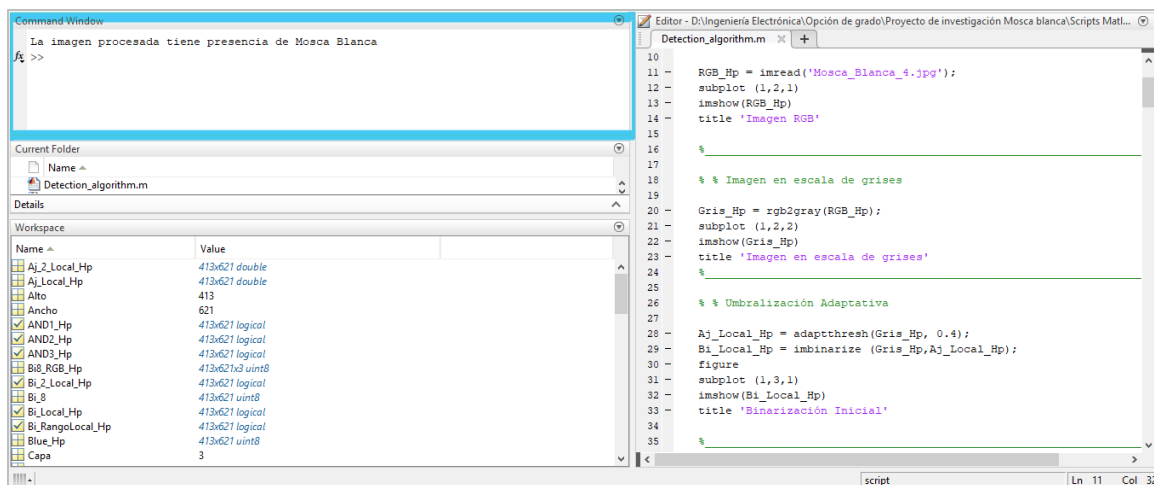 Command Window
La imagen procesada tiene presencia de Mosca Blanca
fx >>
Current Folder
Name
Detection_algorithm.m
Details
Workspace
Name Value
Aj_2_Local_Hp 413x621 double
Aj_Local_Hp 413x621 double
Alto 413
Ancho 621
AND1_Hp 413x621 logical
AND2_Hp 413x621 logical
AND3_Hp 413x621 logical
Bi8_RGB_Hp 413x621x3 uint8
Bi_2_Local_Hp 413x621 logical
Bi_8 413x621 uint8
Bi_Local_Hp 413x621 logical
Bi_RangoLocal_Hp 413x621 logical
Blue_Hp 413x621 uint8
Capa 3
Editor - D:\Ingeniería Electrónica\Opción de grado\Proyecto de investigación Mosca blanca\Scripts Matl...
Detection_algorithm.m × +
10
11 – RGB_Hp = imread('Mosca_Blanca_4.jpg');
12 – subplot (1,2,1)
13 – imshow(RGB_Hp)
14 – title 'Imagen RGB'
15
16 %____________________
17
18 % % Imagen en escala de grises
19
20 – Gris_Hp = rgb2gray(RGB_Hp);
21 – subplot (1,2,2)
22 – imshow(Gris_Hp)
23 – title 'Imagen en escala de grises'
24 %____________________
25
26 % % Umbralización Adaptativa
27
28 – Aj_Local_Hp = adaptthresh(Gris_Hp, 0.4);
29 – Bi_Local_Hp = imbinarize (Gris_Hp,Aj_Local_Hp);
30 – figure
31 – subplot (1,3,1)
32 – imshow(Bi_Local_Hp)
33 – title 'Binarización Inicial'
34
35 %____________________
script Ln 11 Col 32